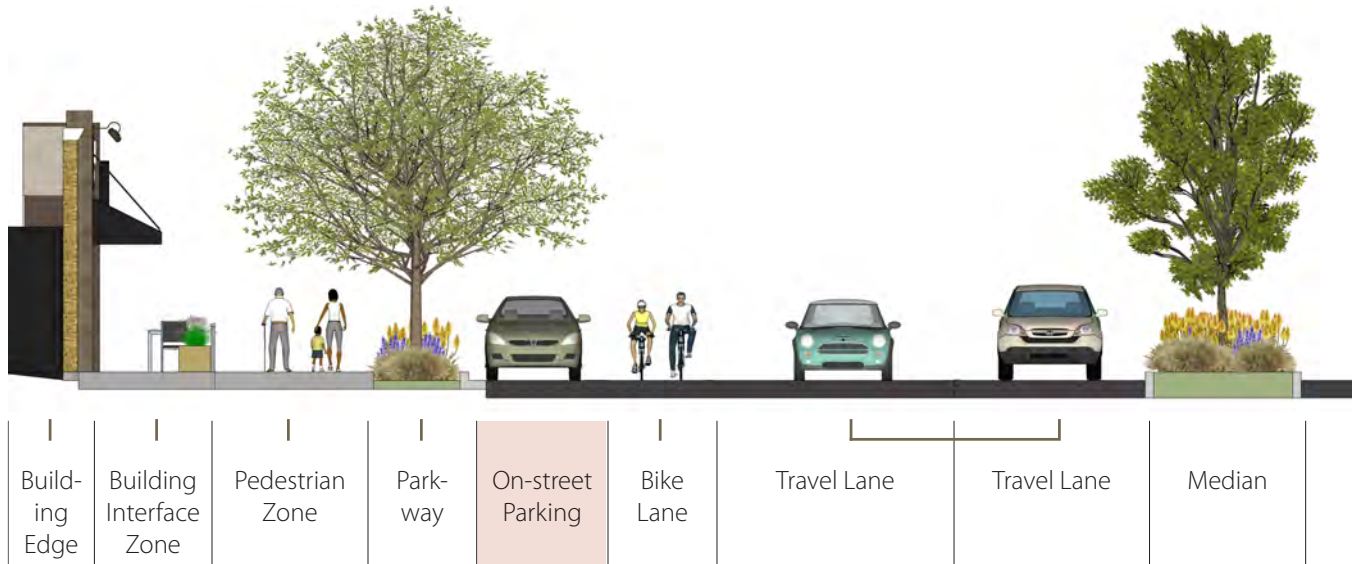 Build-
ing
Edge
Building
Interface
Zone
Pedestrian
Zone
Park-
way
On-street
Parking
Bike
Lane
Travel Lane
Travel Lane
Median